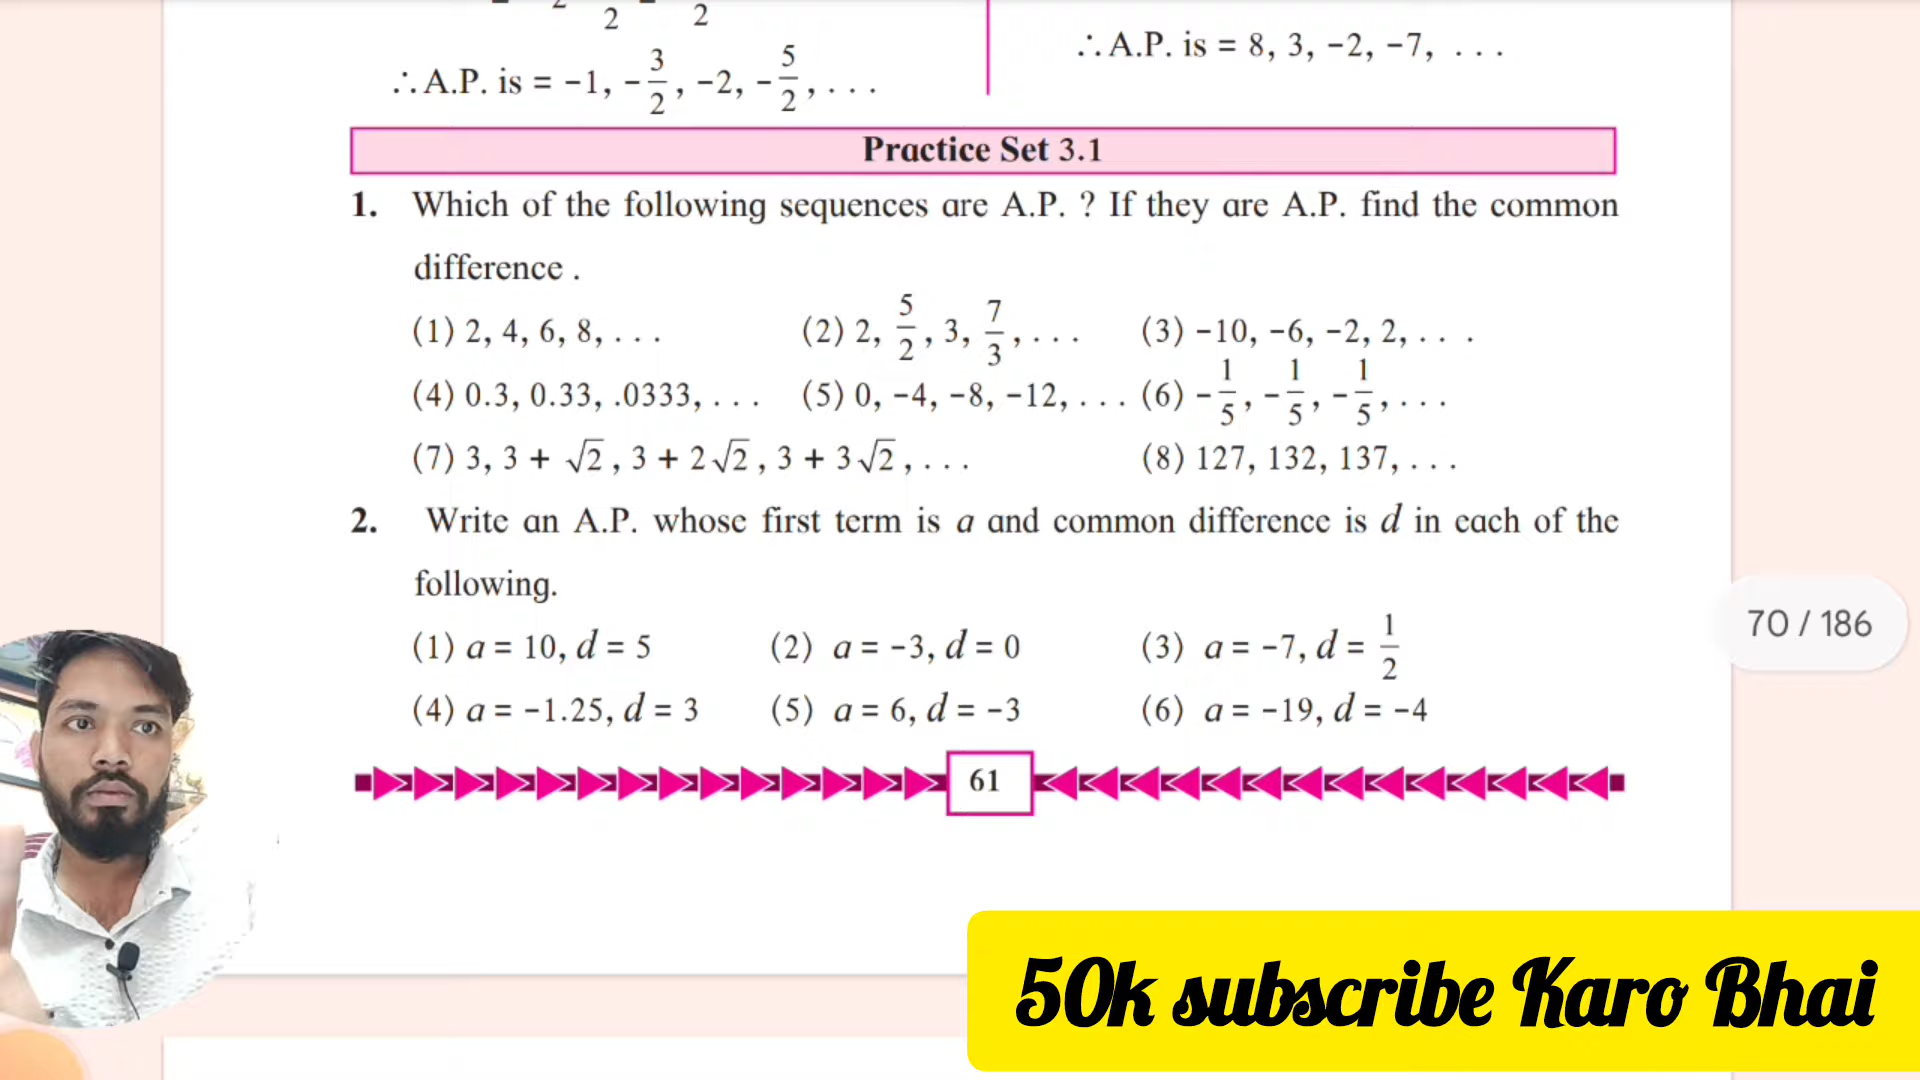 ∴ A.P. is = −1, −3/2, −2, −5/2, . . .
∴ A.P. is = 8, 3, −2, −7, . . .
Practice Set 3.1
1. Which of the following sequences are A.P. ? If they are A.P. find the common
difference .
(1) 2, 4, 6, 8, . . . (2) 2, 5/2, 3, 7/3, . . . (3) −10, −6, −2, 2, . . .
(4) 0.3, 0.33, .0333, . . . (5) 0, −4, −8, −12, . . . (6) −1/5, −1/5, −1/5, . . .
(7) 3, 3 + √2, 3 + 2√2, 3 + 3√2, . . . (8) 127, 132, 137, . . .
2. Write an A.P. whose first term is a and common difference is d in each of the
following.
(1) a = 10, d = 5 (2) a = −3, d = 0 (3) a = −7, d = 1/2
(4) a = −1.25, d = 3 (5) a = 6, d = −3 (6) a = −19, d = −4
61
70 / 186
50k subscribe Karo Bhai